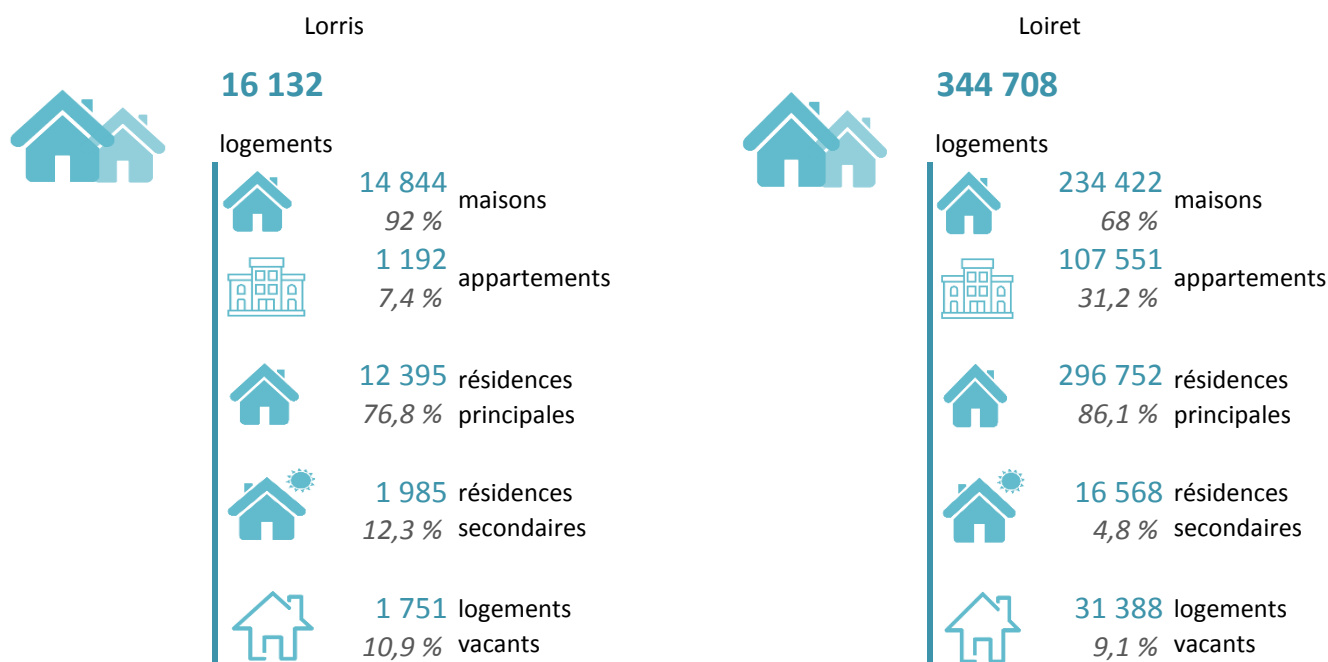 Lorris
16 132
logements
14 844
92 %
maisons
1 192
7,4 %
appartements
12 395
76,8 %
résidences
principales
1 985
12,3 %
résidences
secondaires
1 751
10,9 %
logements
vacants
Loiret
344 708
logements
234 422
68 %
maisons
107 551
31,2 %
appartements
296 752
86,1 %
résidences
principales
16 568
4,8 %
résidences
secondaires
31 388
9,1 %
logements
vacants